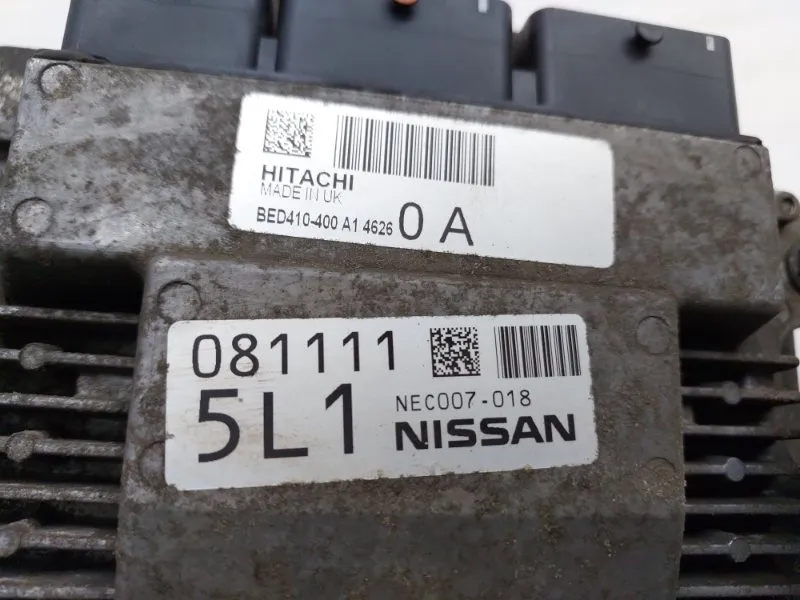 HITACHI
MADE IN UK
BED410-400 A1 4626 0 A
081111
5L1
NEC007-018
NISSAN